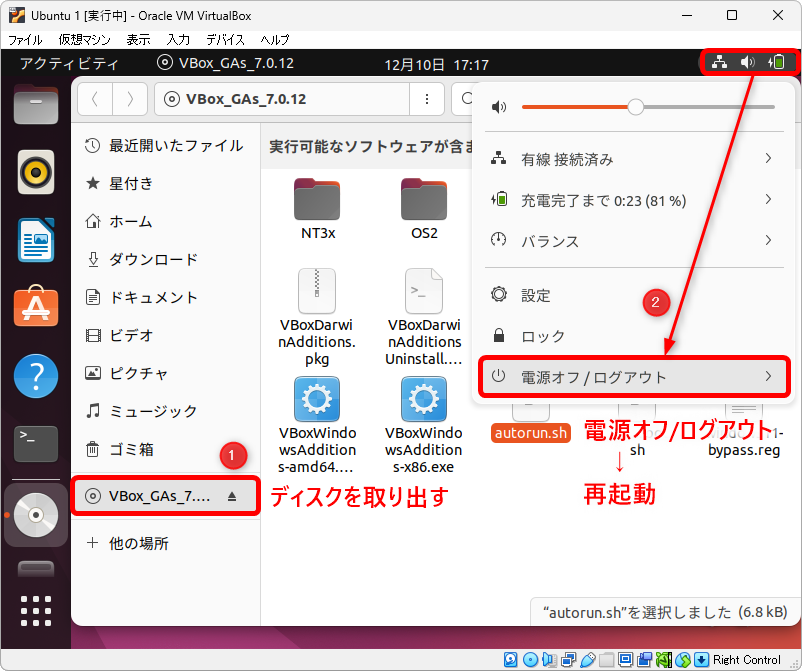 Ubuntu 1 [実行中] - Oracle VM VirtualBox
ファイル 仮想マシン 表示 入力 デバイス ヘルプ
アクティビティ VBox_GAs_7.0.12 12月10日 17:17
VBox_GAs_7.0.12
最近開いたファイル
星付き
ホーム
ダウンロード
ドキュメント
ビデオ
ピクチャ
ミュージック
ゴミ箱
1
VBox_GAs_7....
ディスクを取り出す
他の場所
実行可能なソフトウェアが含ま
NT3x
OS2
VBoxDarwi
nAdditions.
pkg
VBoxDarwi
nAdditions
Uninstall....
VBoxWindo
wsAddition
s-amd64....
VBoxWindo
wsAddition
s-x86.exe
autorun.sh
sh
bypass.reg
有線 接続済み
充電完了まで 0:23 (81 %)
バランス
設定
2
ロック
電源オフ / ログアウト
電源オフ/ログアウト
↓
再起動
“autorun.sh”を選択しました (6.8 kB)
Right Control